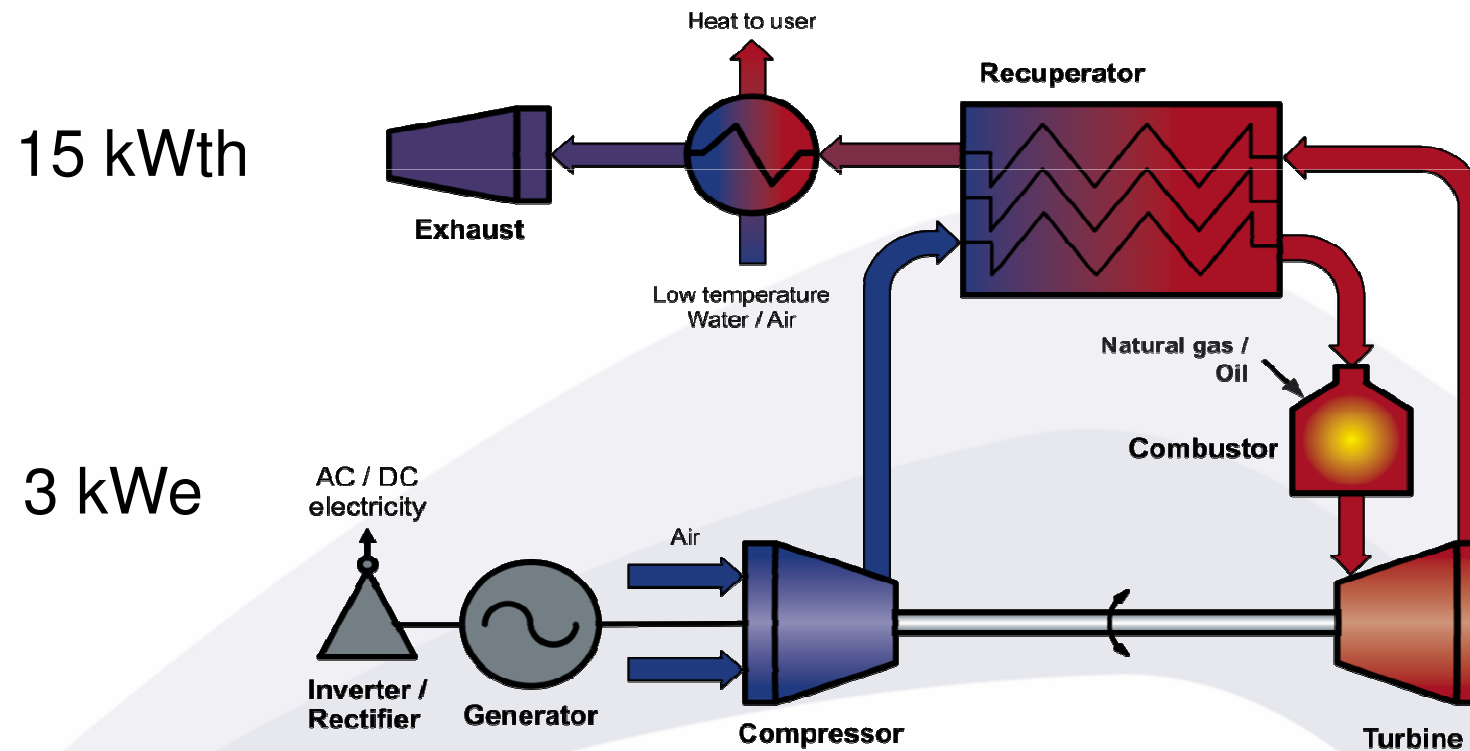 Heat to user
Recuperator
15 kWth
Exhaust
Low temperature
Water / Air
Natural gas /
Oil
Combustor
3 kWe
AC / DC
electricity
Air
Inverter /
Rectifier
Generator
Compressor
Turbine